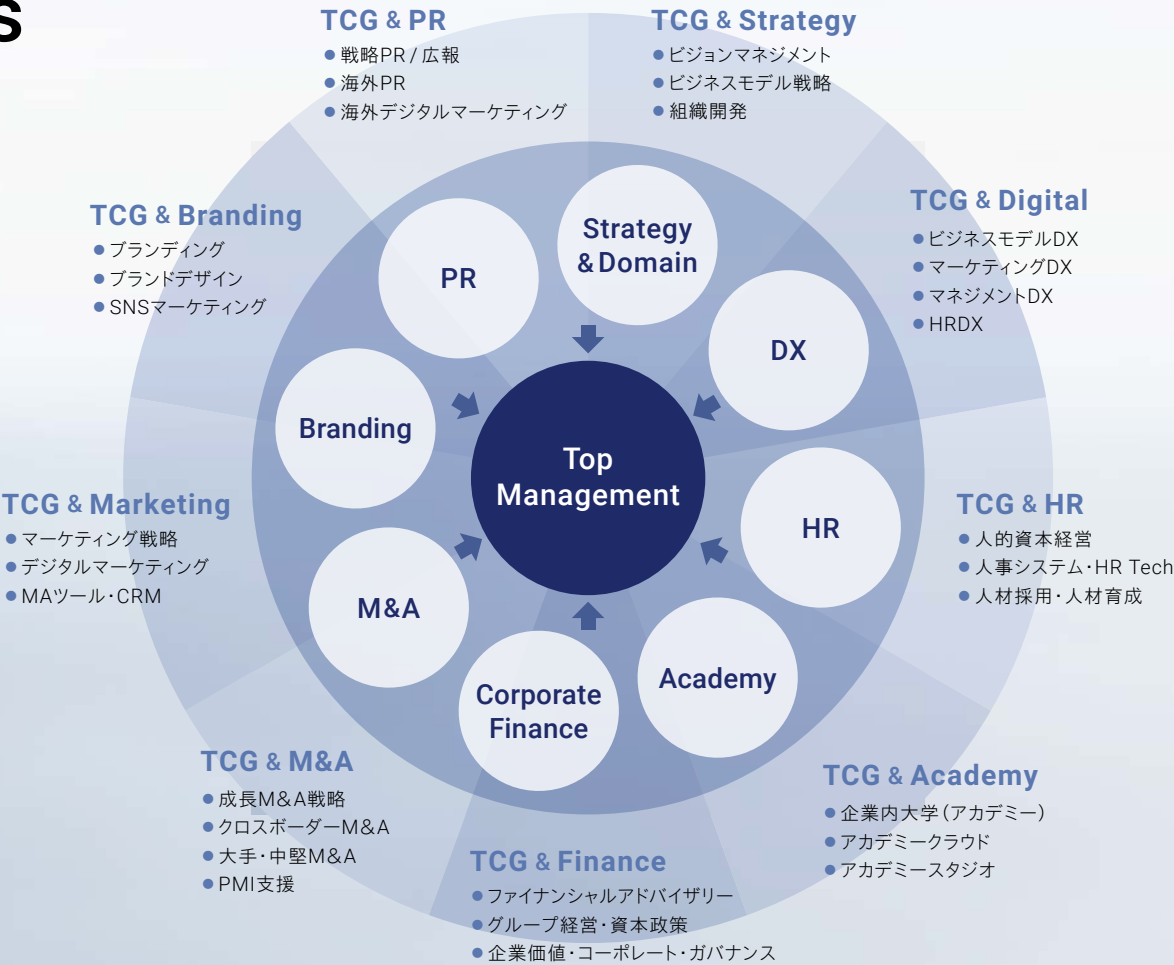 S
TCG & PR
● 戦略PR / 広報
● 海外PR
● 海外デジタルマーケティング
TCG & Strategy
● ビジョンマネジメント
● ビジネスモデル戦略
● 組織開発
TCG & Branding
● ブランディング
● ブランドデザイン
● SNSマーケティング
TCG & Digital
● ビジネスモデルDX
● マーケティングDX
● マネジメントDX
● HRDX
PR
Strategy
& Domain
DX
Branding
Top
Management
HR
M&A
Corporate
Finance
Academy
TCG & Marketing
● マーケティング戦略
● デジタルマーケティング
● MAツール・CRM
TCG & HR
● 人的資本経営
● 人事システム・HR Tech
● 人材採用・人材育成
TCG & M&A
● 成長M&A戦略
● クロスボーダーM&A
● 大手・中堅M&A
● PMI支援
TCG & Finance
● ファイナンシャルアドバイザリー
● グループ経営・資本政策
● 企業価値・コーポレート・ガバナンス
TCG & Academy
● 企業内大学(アカデミー)
● アカデミークラウド
● アカデミースタジオ